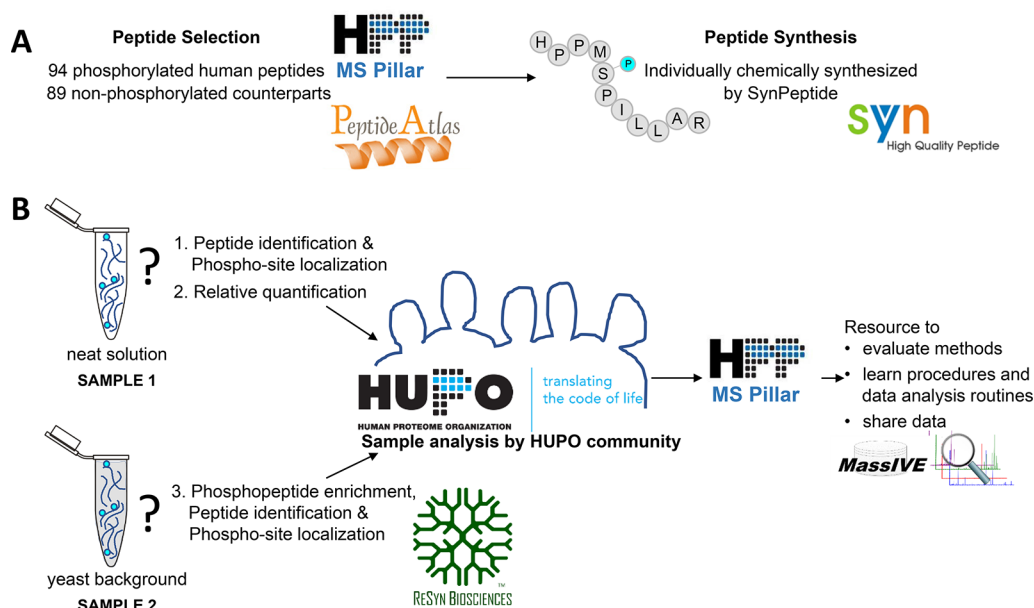 A
Peptide Selection
94 phosphorylated human peptides
89 non-phosphorylated counterparts
HPP
MS Pillar
PeptideAtlas
H P P M S P P I L L A R
Peptide Synthesis
Individually chemically synthesized
by SynPeptide
syn
High Quality Peptide
B
?
1. Peptide identification &
Phospho-site localization
2. Relative quantification
neat solution
SAMPLE 1
HUPO
translating
the code of life
HUMAN PROTEOME ORGANIZATION
Sample analysis by HUPO community
HPP
MS Pillar
Resource to
• evaluate methods
• learn procedures and
data analysis routines
• share data
MassIVE
?
3. Phosphopeptide enrichment,
Peptide identification &
Phospho-site localization
yeast background
SAMPLE 2
RESYN BIOSCIENCES
TM